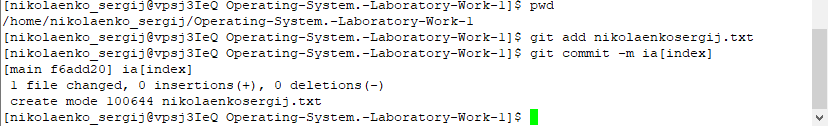 [nikolaenko_sergij@vpsj3IeQ Operating-System.-Laboratory-Work-1]$ pwd
/home/nikolaenko_sergij/Operating-System.-Laboratory-Work-1
[nikolaenko_sergij@vpsj3IeQ Operating-System.-Laboratory-Work-1]$ git add nikolaenkosergij.txt
[nikolaenko_sergij@vpsj3IeQ Operating-System.-Laboratory-Work-1]$ git commit -m ia[index]
[main f6add20] ia[index]
 1 file changed, 0 insertions(+), 0 deletions(-)
 create mode 100644 nikolaenkosergij.txt
[nikolaenko_sergij@vpsj3IeQ Operating-System.-Laboratory-Work-1]$